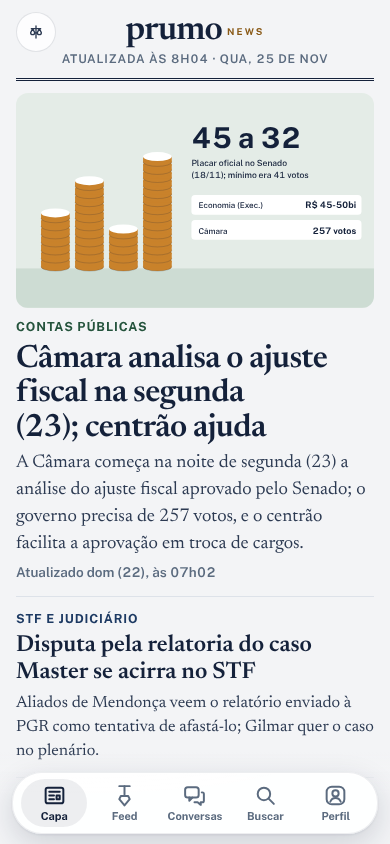 prumo NEWS
ATUALIZADA ÀS 8H04 · QUA, 25 DE NOV
45 a 32
Placar oficial no Senado
(18/11); mínimo era 41 votos
Economia (Exec.) R$ 45-50bi
Câmara 257 votos
CONTAS PÚBLICAS
Câmara analisa o ajuste
fiscal na segunda
(23); centrão ajuda
A Câmara começa na noite de segunda (23) a
análise do ajuste fiscal aprovado pelo Senado; o
governo precisa de 257 votos, e o centrão
facilita a aprovação em troca de cargos.
Atualizado dom (22), às 07h02
STF E JUDICIÁRIO
Disputa pela relatoria do caso
Master se acirra no STF
Aliados de Mendonça veem o relatório enviado à
PGR como tentativa de afastá-lo; Gilmar quer o caso
no plenário.
Capa Feed Conversas Buscar Perfil